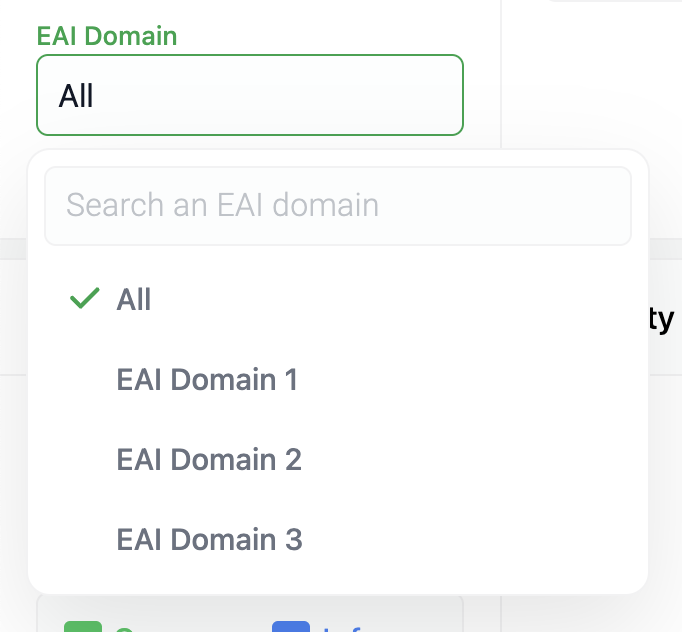 EAI Domain
All
Search an EAI domain
All
ty
EAI Domain 1
EAI Domain 2
EAI Domain 3